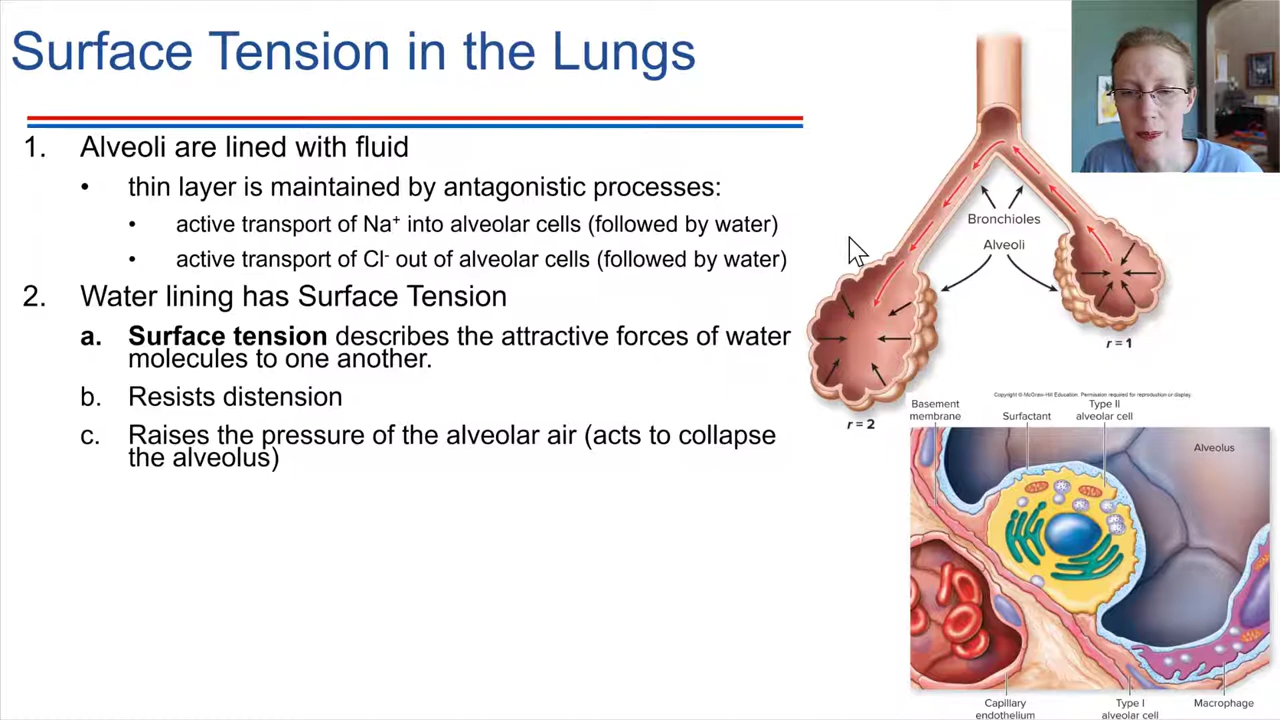 Surface Tension in the Lungs
1. Alveoli are lined with fluid
• thin layer is maintained by antagonistic processes:
• active transport of Na⁺ into alveolar cells (followed by water)
• active transport of Cl⁻ out of alveolar cells (followed by water)
2. Water lining has Surface Tension
a. Surface tension describes the attractive forces of water
molecules to one another.
b. Resists distension
c. Raises the pressure of the alveolar air (acts to collapse
the alveolus)
Bronchioles
Alveoli
r = 1
r = 2
Copyright © McGraw-Hill Education. Permission required for reproduction or display.
Basement
membrane
Surfactant
Type II
alveolar cell
Alveolus
Capillary
endothelium
Type I
alveolar cell
Macrophage